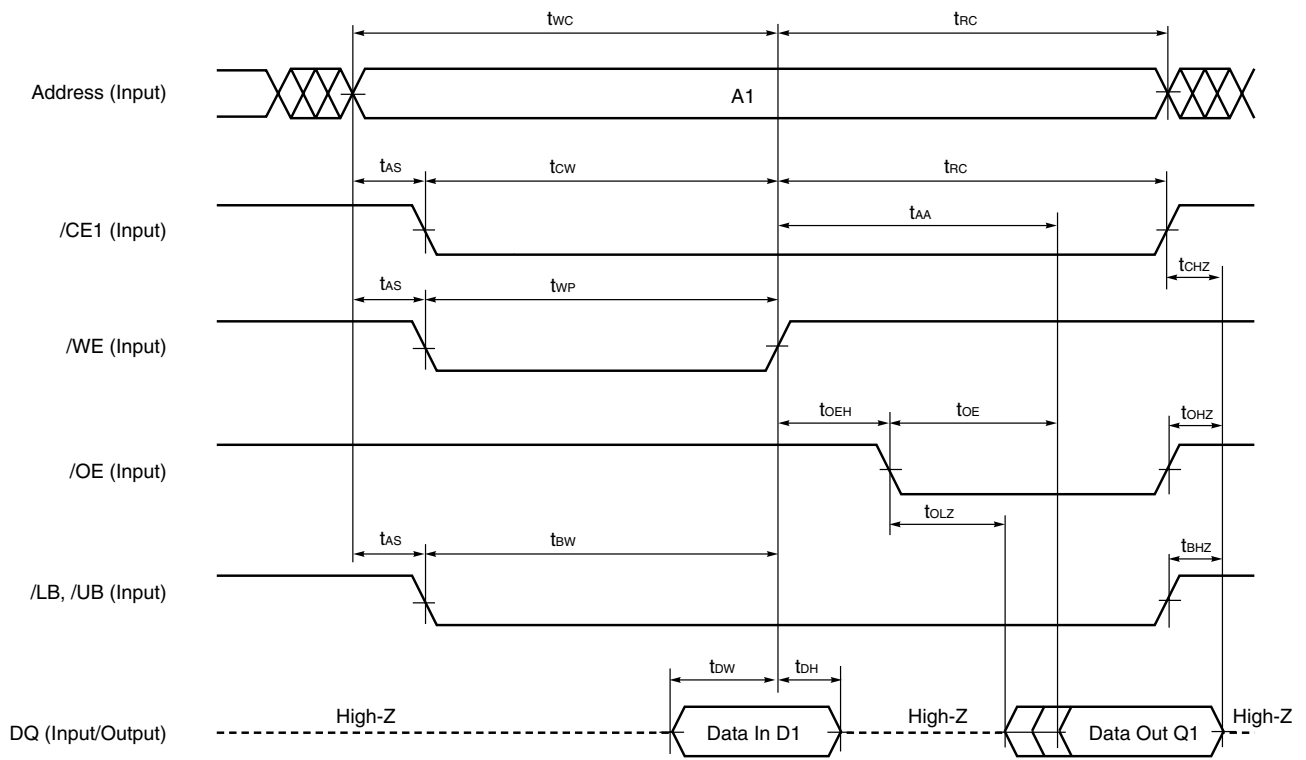 tWC tRC
Address (Input) A1
tAS tCW tRC
/CE1 (Input) tAA
tCHZ
tAS tWP
/WE (Input)
tOEH tOE tOHZ
/OE (Input)
tOLZ
tAS tBW tBHZ
/LB, /UB (Input)
tDW tDH
DQ (Input/Output) High-Z Data In D1 High-Z Data Out Q1 High-Z